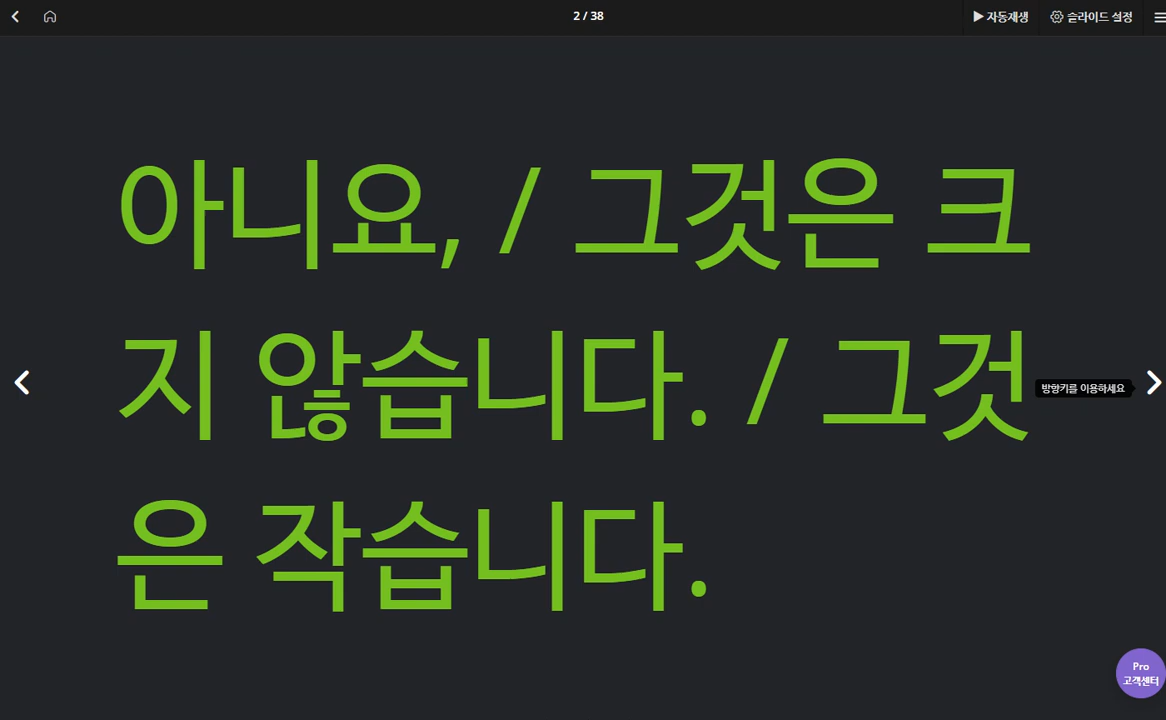 2 / 38
자동재생
슬라이드 설정
아니요, / 그것은 크
지 않습니다. / 그것
은 작습니다.
방향키를 이용하세요
Pro
고객센터